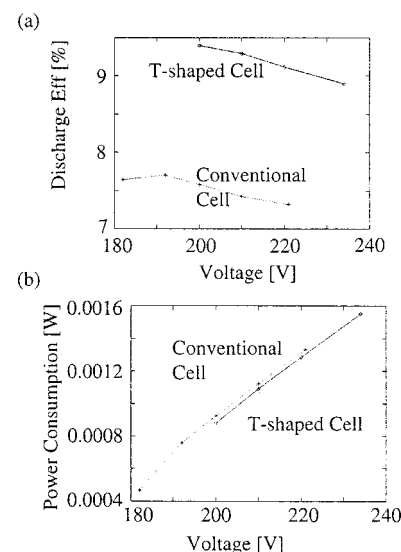 (a)
Discharge Eff [%]
9
8
7
T-shaped Cell
Conventional
Cell
180 200 220 240
Voltage [V]
(b)
Power Consumption [W]
0.0016
0.0012
0.0008
0.0004
Conventional
Cell
T-shaped Cell
180 200 220 240
Voltage [V]